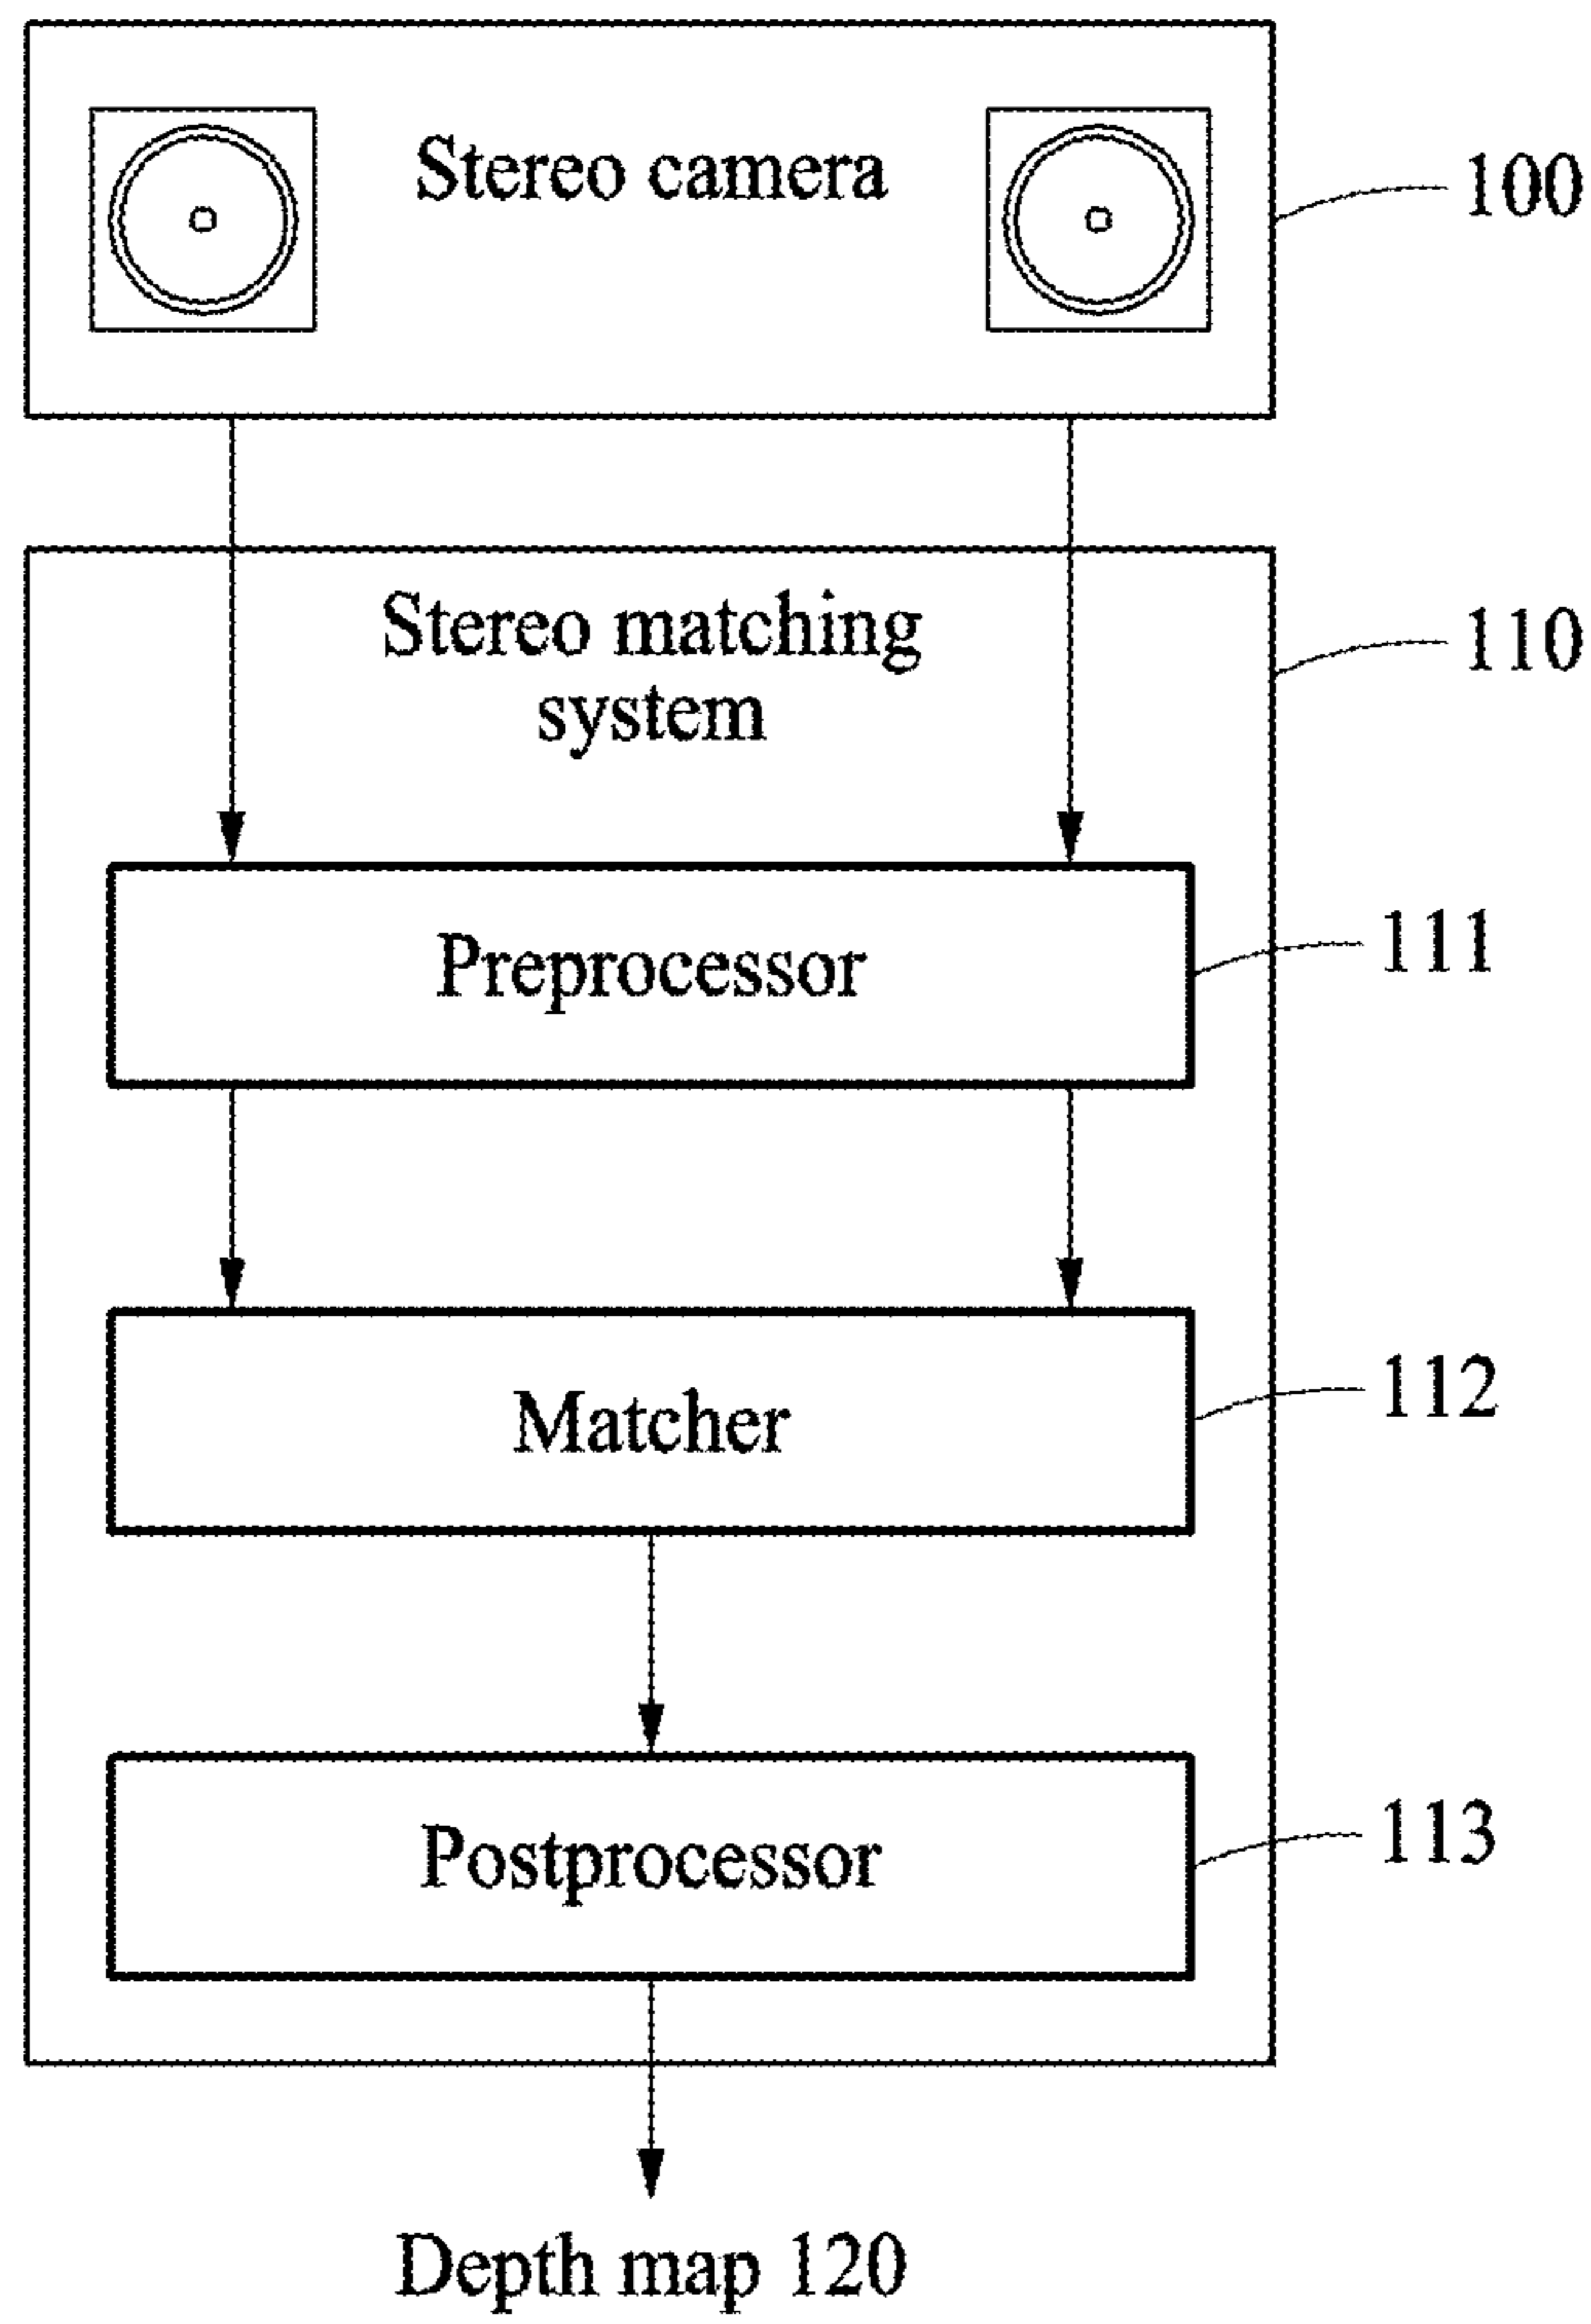 Stereo camera
100
Stereo matching
system
110
Preprocessor
111
Matcher
112
Postprocessor
113
Depth map 120